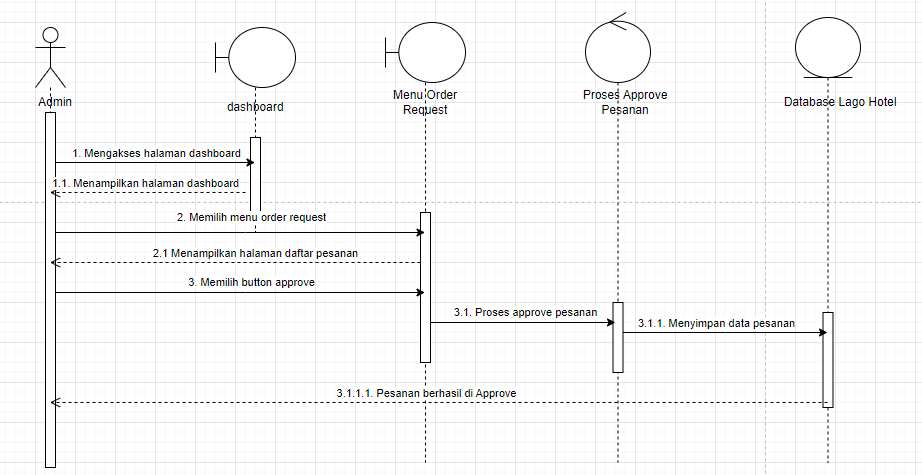 Admin
dashboard
Menu Order
Request
Proses Approve
Pesanan
Database Lago Hotel
1. Mengakses halaman dashboard
1.1. Menampilkan halaman dashboard
2. Memilih menu order request
2.1 Menampilkan halaman daftar pesanan
3. Memilih button approve
3.1. Proses approve pesanan
3.1.1. Menyimpan data pesanan
3.1.1.1. Pesanan berhasil di Approve